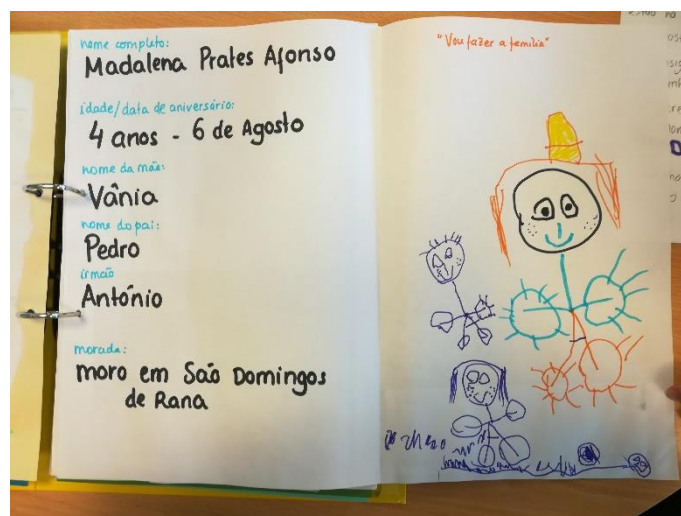 nome completo:
Madalena Prates Afonso
idade/data de aniversário:
4 anos - 6 de Agosto
nome da mãe:
Vânia
nome do pai:
Pedro
irmão
António
morada:
moro em São Domingos
de Rana
"Vou fazer a família"